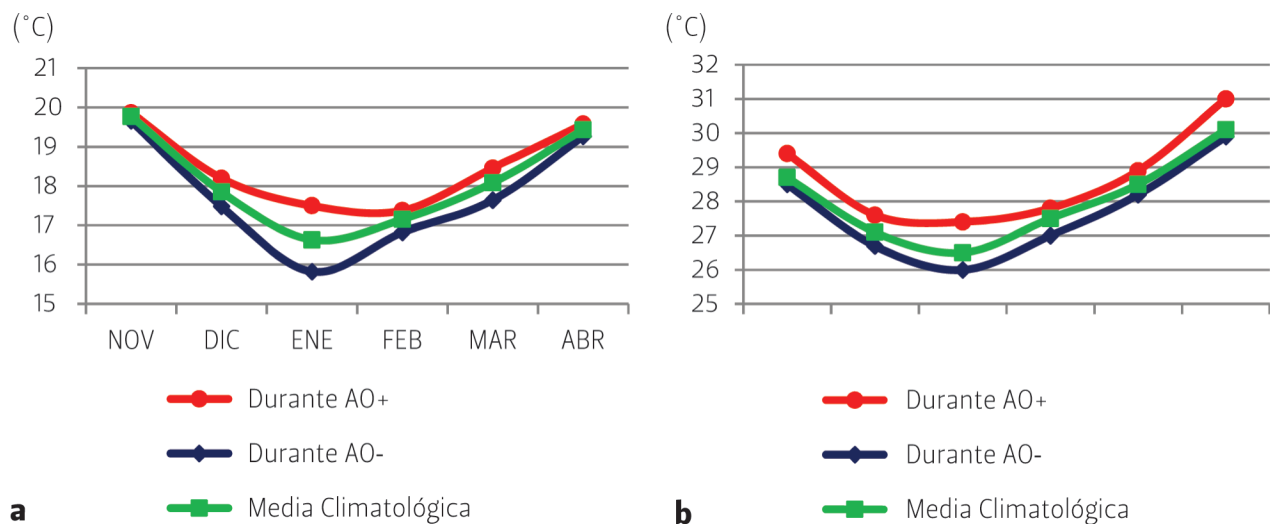 (˚C)
21
20
19
18
17
16
15
NOV DIC ENE FEB MAR ABR
Durante AO+
Durante AO-
Media Climatológica
a
(˚C)
32
31
30
29
28
27
26
25
Durante AO+
Durante AO-
Media Climatológica
b